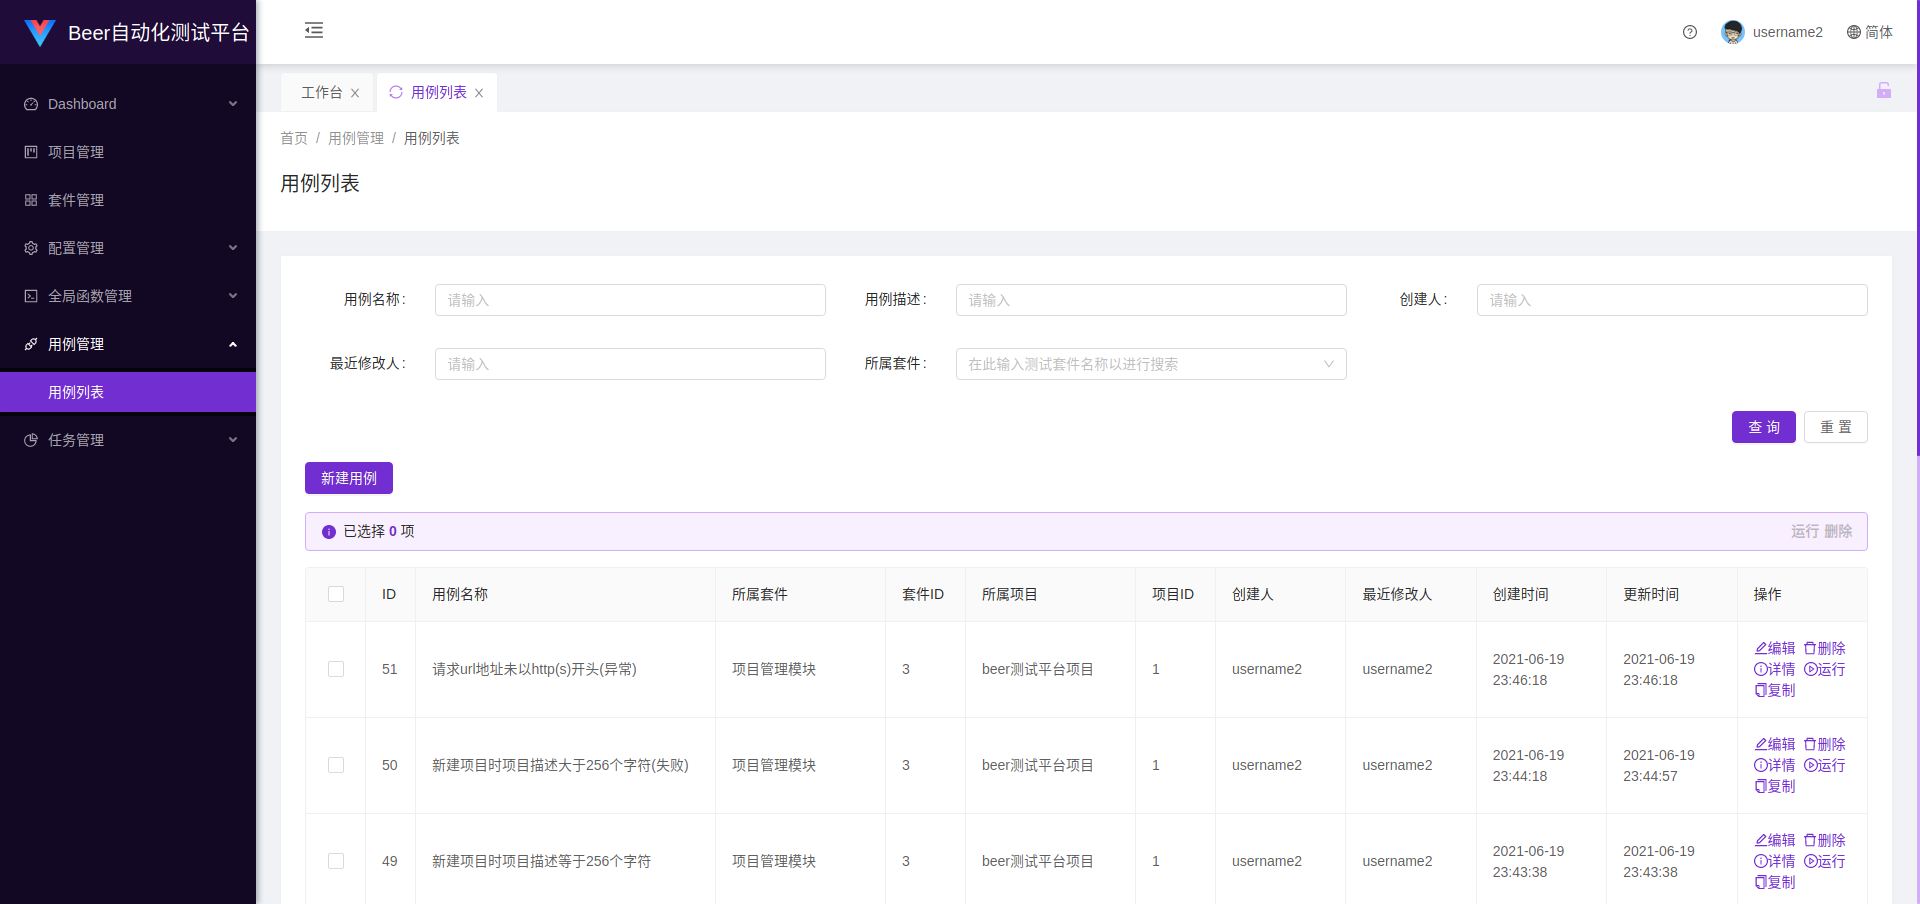 Beer自动化测试平台
username2
简体
Dashboard
项目管理
套件管理
配置管理
全局函数管理
用例管理
用例列表
任务管理
工作台
用例列表
首页 / 用例管理 / 用例列表
用例列表
用例名称: 请输入
用例描述: 请输入
创建人: 请输入
最近修改人: 请输入
所属套件: 在此输入测试套件名称以进行搜索
查 询
重 置
新建用例
已选择 0 项
运行 删除
ID 用例名称 所属套件 套件ID 所属项目 项目ID 创建人 最近修改人 创建时间 更新时间 操作
51 请求url地址未以http(s)开头(异常) 项目管理模块 3 beer测试平台项目 1 username2 username2 2021-06-19 23:46:18 2021-06-19 23:46:18 编辑 删除 详情 运行 复制
50 新建项目时项目描述大于256个字符(失败) 项目管理模块 3 beer测试平台项目 1 username2 username2 2021-06-19 23:44:18 2021-06-19 23:44:57 编辑 删除 详情 运行 复制
49 新建项目时项目描述等于256个字符 项目管理模块 3 beer测试平台项目 1 username2 username2 2021-06-19 23:43:38 2021-06-19 23:43:38 编辑 删除 详情 运行 复制